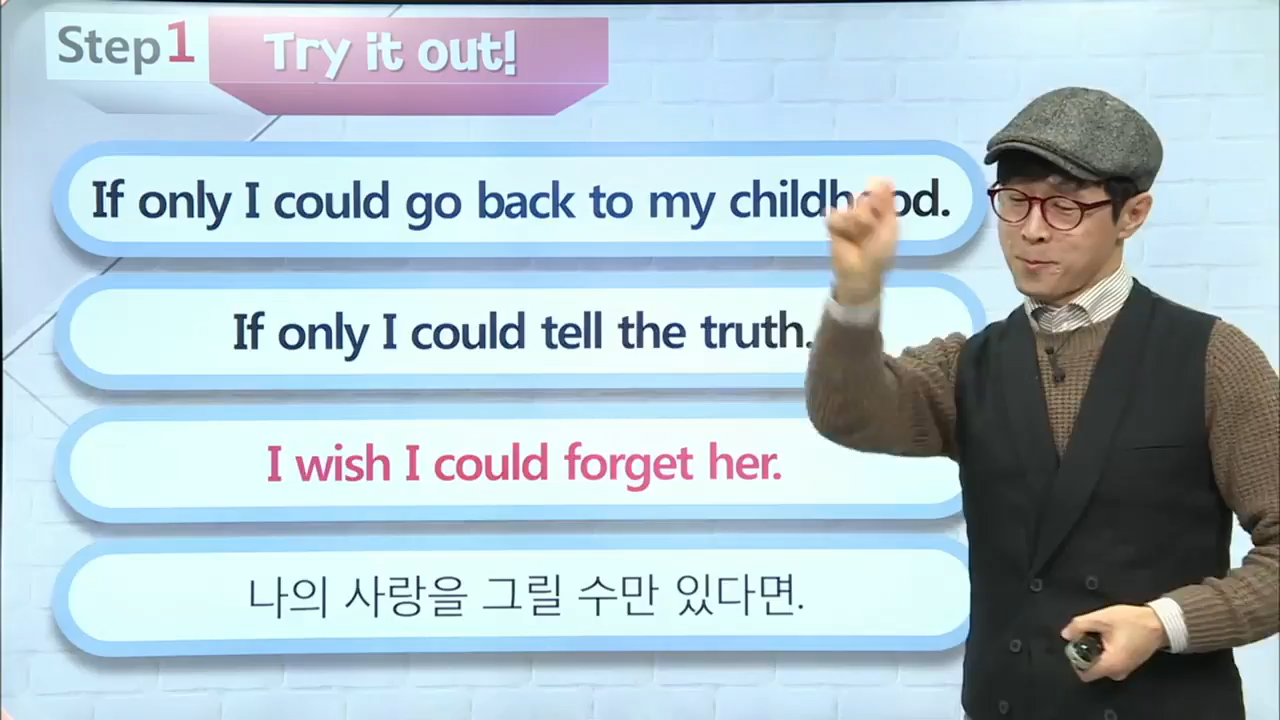 Step1 Try it out!
If only I could go back to my childhood.
If only I could tell the truth.
I wish I could forget her.
나의 사랑을 그릴 수만 있다면.